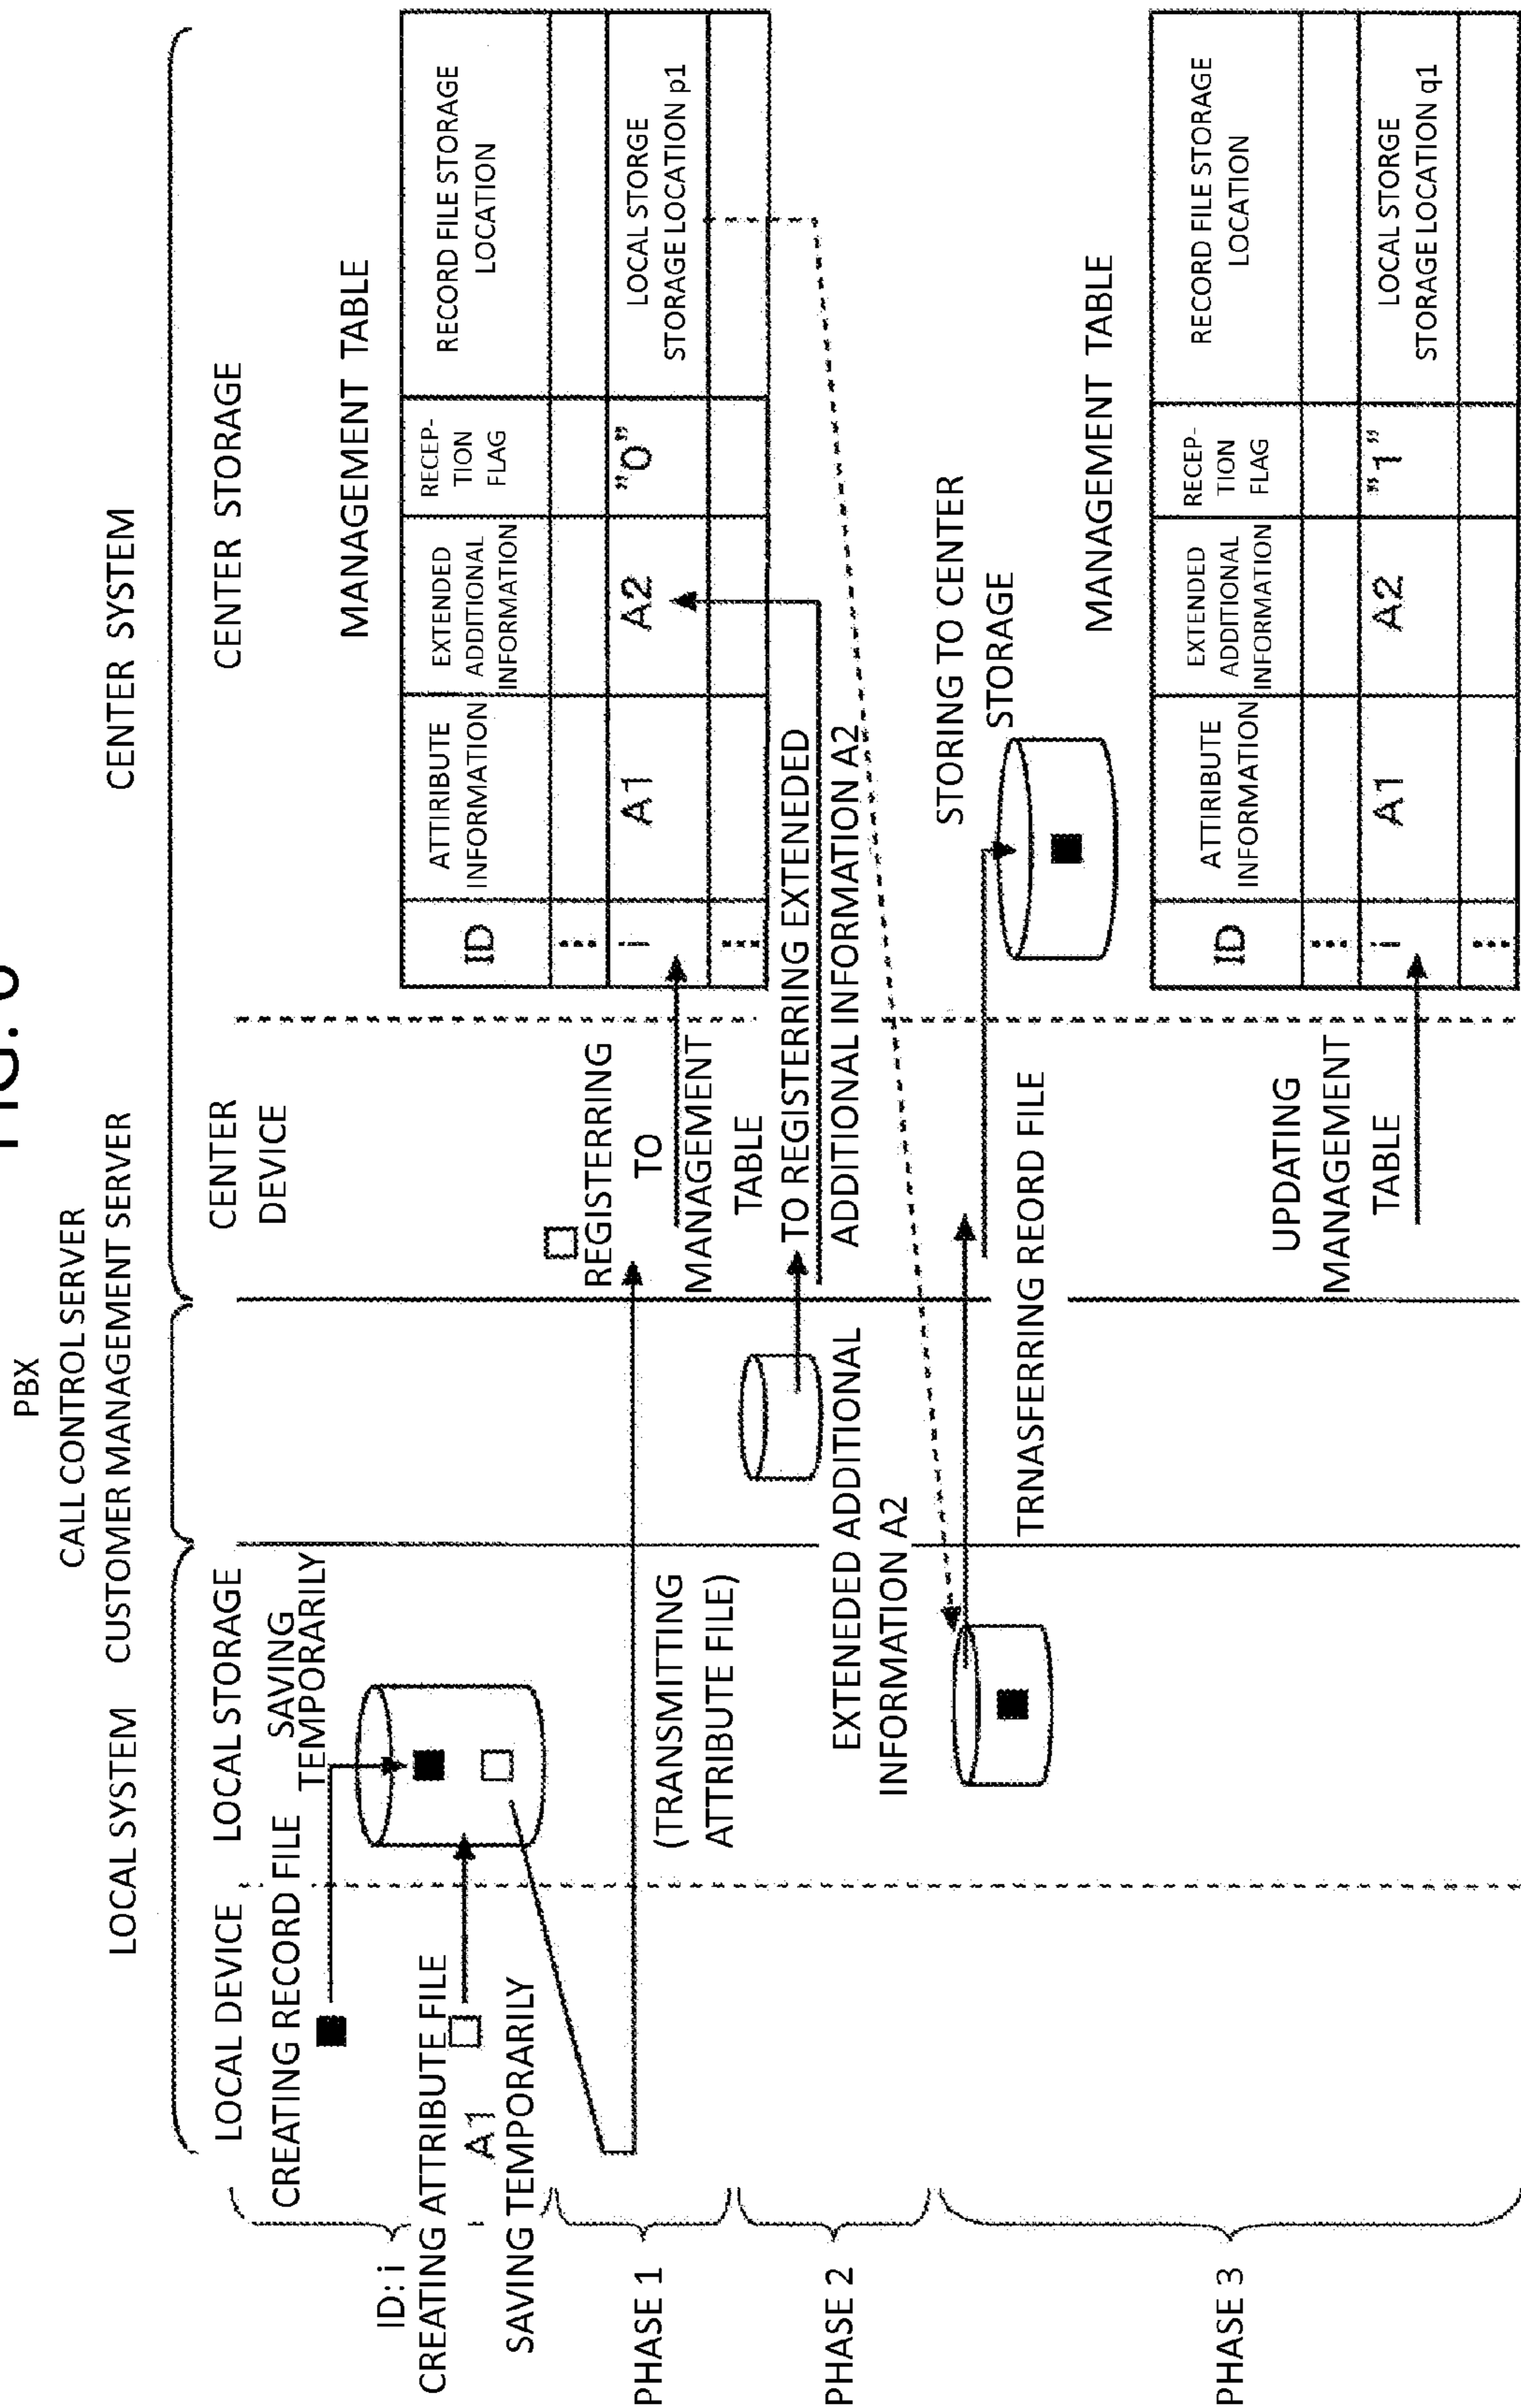 FIG.
PBX
CALL CONTROL SERVER
LOCAL SYSTEM
CUSTOMER MANAGEMENT SERVER
CENTER SYSTEM
LOCAL DEVICE
LOCAL STORAGE
CENTER
DEVICE
CENTER STORAGE
CREATING RECORD FILE
SAVING
TEMPORARILY
ID: i
CREATING ATTRIBUTE FILE
A1
SAVING TEMPORARILY
MANAGEMENT TABLE
ID
ATTIRIBUTE
INFORMATION
EXTENDED
ADDITIONAL
INFORMATION
RECEP-
TION
FLAG
RECORD FILE STORAGE
LOCATION
⋮
i
A1
A2
"0"
LOCAL STORGE
STORAGE LOCATION p1
⋮
PHASE 1
(TRANSMITTING
ATTRIBUTE FILE)
REGISTERRING
TO
MANAGEMENT
TABLE
PHASE 2
EXTENEDED ADDITIONAL
INFORMATION A2
TO REGISTERRING EXTENEDED
ADDITIONAL INFORMATION A2
PHASE 3
TRNASFERRING REORD FILE
STORING TO CENTER
STORAGE
UPDATING
MANAGEMENT
TABLE
MANAGEMENT TABLE
ID
ATTIRIBUTE
INFORMATION
EXTENDED
ADDITIONAL
INFORMATION
RECEP-
TION
FLAG
RECORD FILE STORAGE
LOCATION
⋮
i
A1
A2
"1"
LOCAL STORGE
STORAGE LOCATION q1
⋮